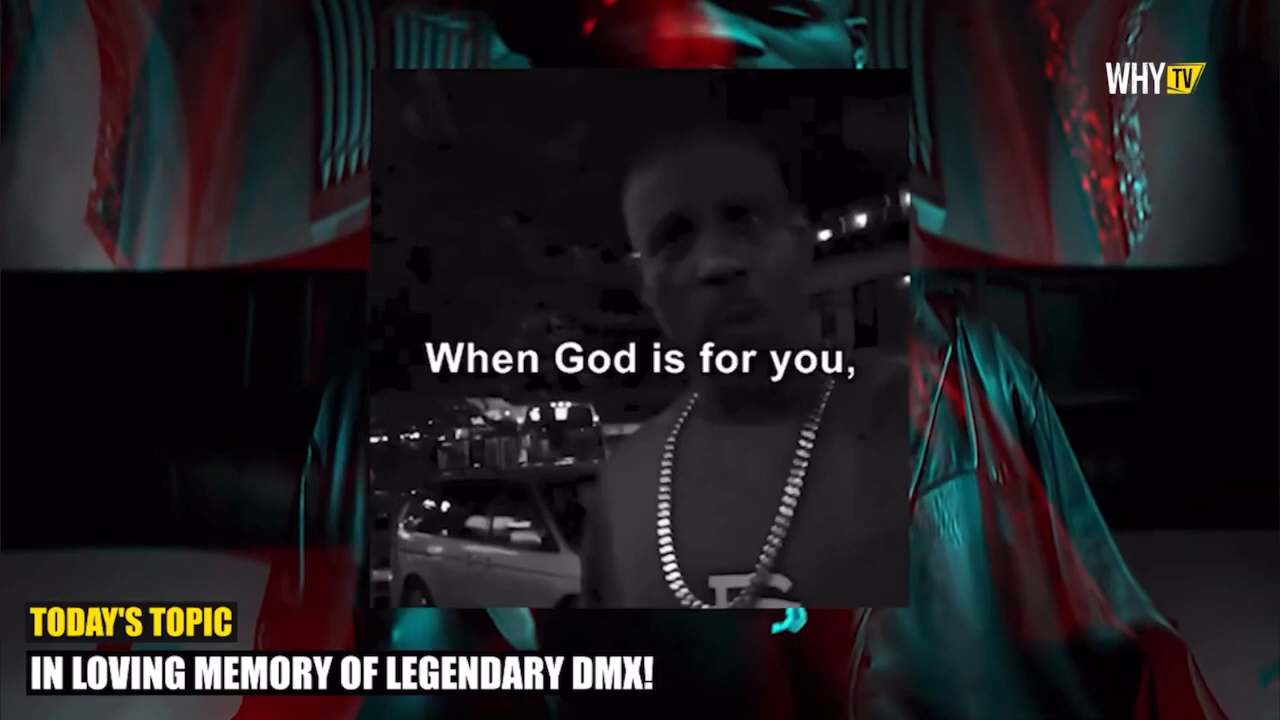 WHY TV
When God is for you,
TODAY'S TOPIC
IN LOVING MEMORY OF LEGENDARY DMX!